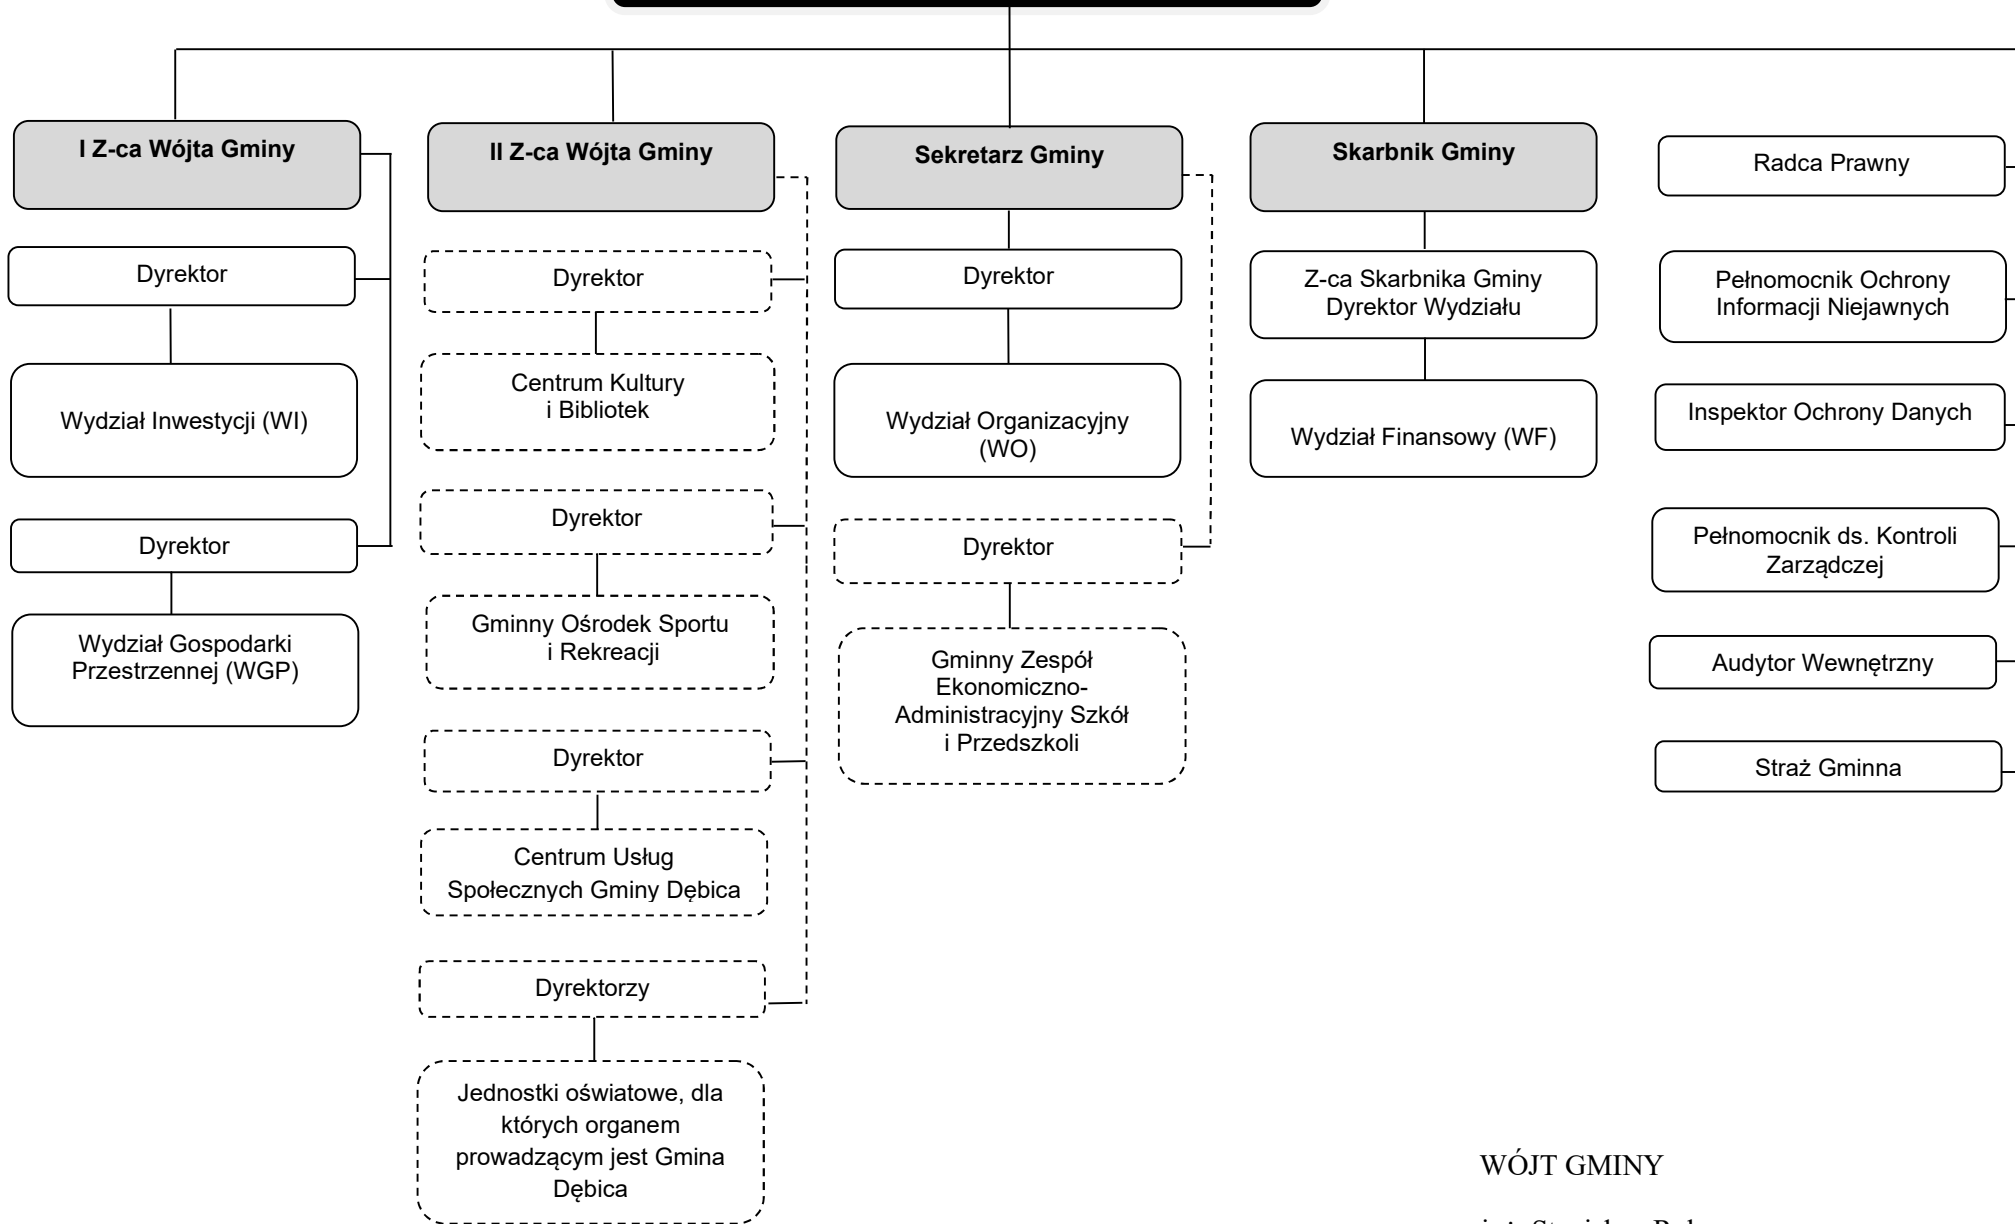 I Z-ca Wójta Gminy
Dyrektor
Wydział Inwestycji (WI)
Dyrektor
Wydział Gospodarki
Przestrzennej (WGP)
II Z-ca Wójta Gminy
Dyrektor
Centrum Kultury
i Bibliotek
Dyrektor
Gminny Ośrodek Sportu
i Rekreacji
Dyrektor
Centrum Usług
Społecznych Gminy Dębica
Dyrektorzy
Jednostki oświatowe, dla
których organem
prowadzącym jest Gmina
Dębica
Sekretarz Gminy
Dyrektor
Wydział Organizacyjny
(WO)
Dyrektor
Gminny Zespół
Ekonomiczno-
Administracyjny Szkół
i Przedszkoli
Skarbnik Gminy
Z-ca Skarbnika Gminy
Dyrektor Wydziału
Wydział Finansowy (WF)
Radca Prawny
Pełnomocnik Ochrony
Informacji Niejawnych
Inspektor Ochrony Danych
Pełnomocnik ds. Kontroli
Zarządczej
Audytor Wewnętrzny
Straż Gminna
WÓJT GMINY